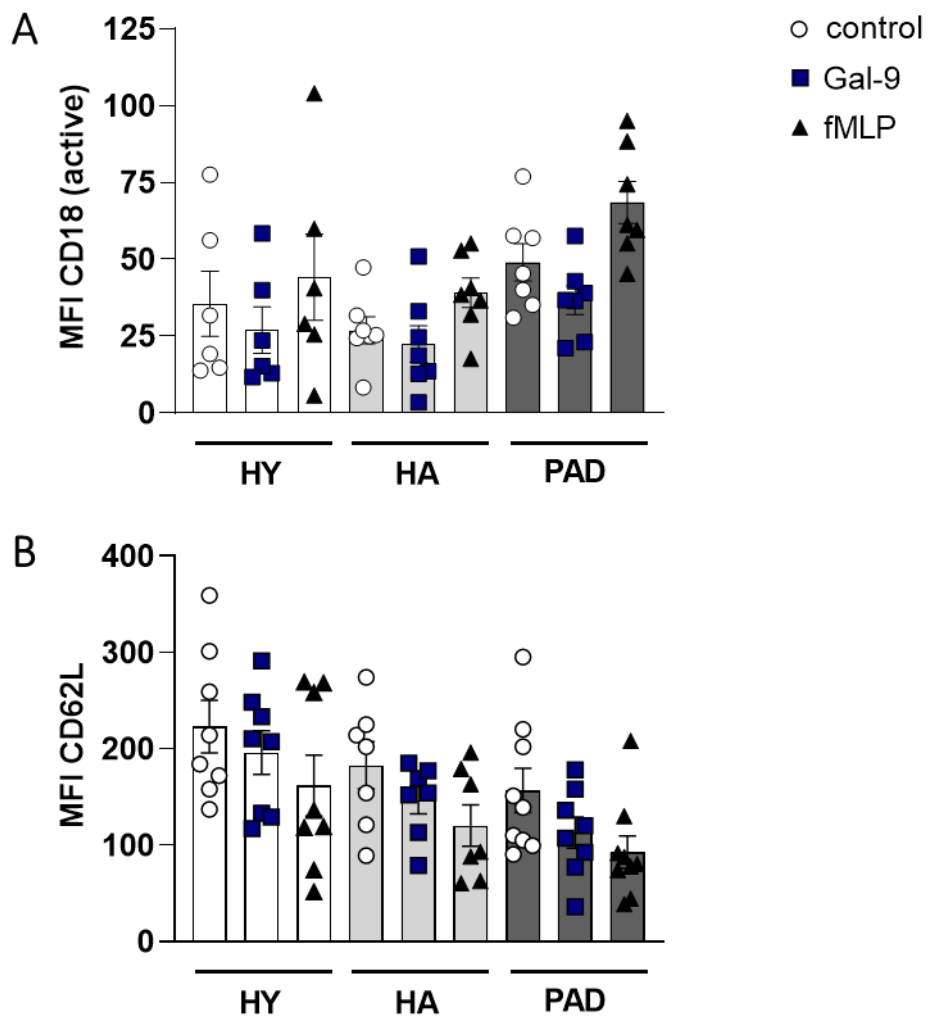 A
125
100
75
50
25
0
MFI CD18 (active)
control
Gal-9
fMLP
HY HA PAD
B
400
300
200
100
0
MFI CD62L
HY HA PAD